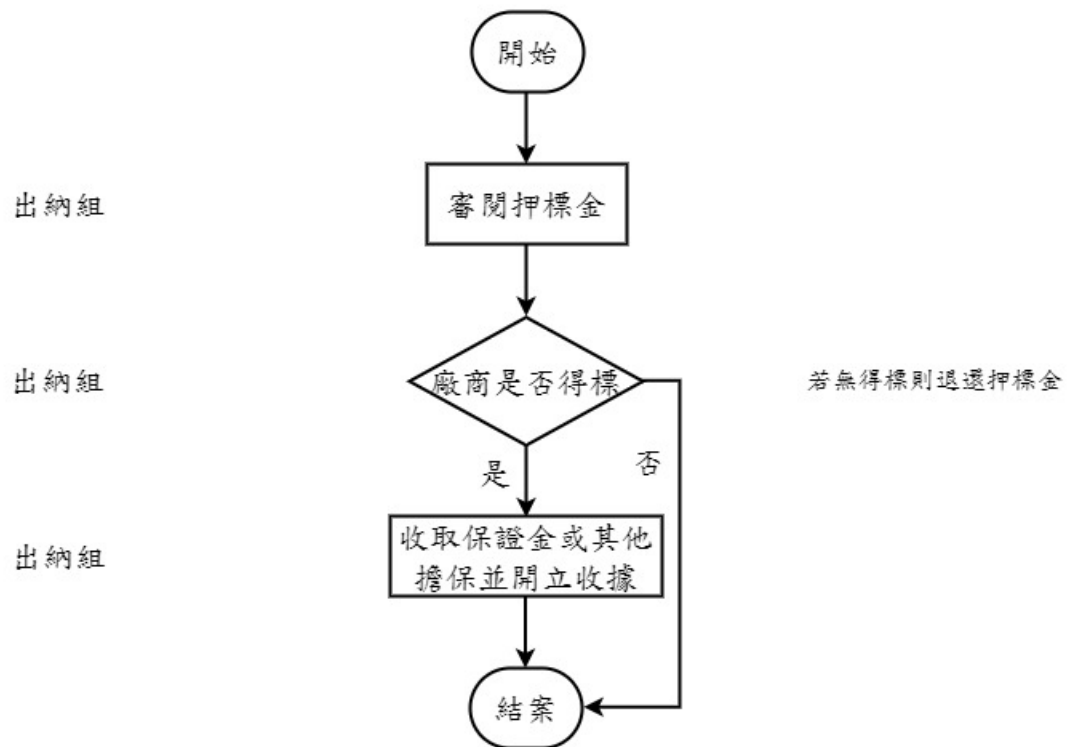 開始
出納組
審閱押標金
出納組
廠商是否得標
若無得標則退還押標金
是
否
出納組
收取保證金或其他
擔保並開立收據
結案